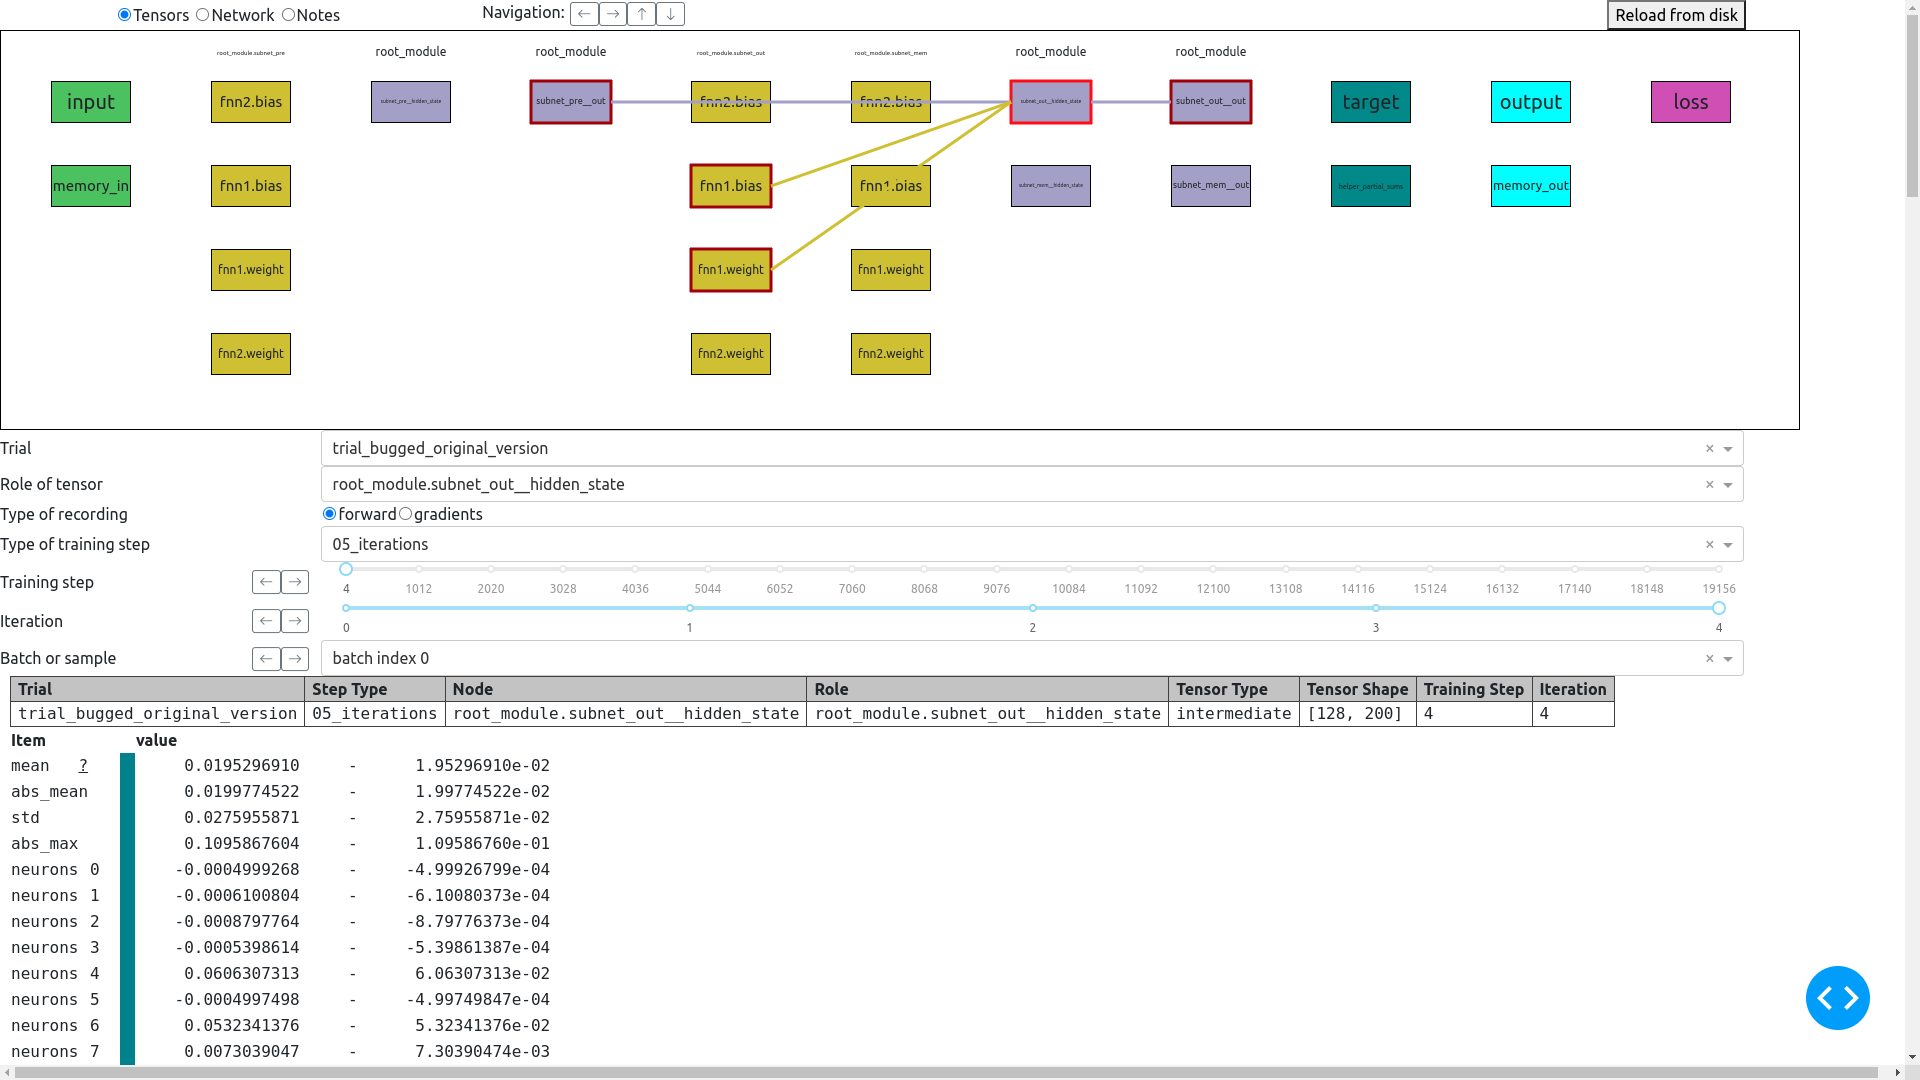 Tensors Network Notes Navigation: ← → ↑ ↓ Reload from disk
root_module.subnet_pre root_module root_module root_module.subnet_out root_module.subnet_mem root_module root_module
input fnn2.bias subnet_pre__hidden_state subnet_pre__out fnn2.bias fnn2.bias subnet_out__hidden_state subnet_out__out target output loss
memory_in fnn1.bias fnn1.bias fnn1.bias subnet_mem__hidden_state subnet_mem__out helper_partial_sums memory_out
fnn1.weight fnn1.weight fnn1.weight
fnn2.weight fnn2.weight fnn2.weight
Trial trial_bugged_original_version ×
Role of tensor root_module.subnet_out__hidden_state ×
Type of recording forward gradients
Type of training step 05_iterations ×
Training step ← →
4 1012 2020 3028 4036 5044 6052 7060 8068 9076 10084 11092 12100 13108 14116 15124 16132 17140 18148 19156
Iteration ← →
0 1 2 3 4
Batch or sample ← → batch index 0 ×
Trial Step Type Node Role Tensor Type Tensor Shape Training Step Iteration
trial_bugged_original_version 05_iterations root_module.subnet_out__hidden_state root_module.subnet_out__hidden_state intermediate [128, 200] 4 4
Item value
mean ? 0.0195296910 - 1.95296910e-02
abs_mean 0.0199774522 - 1.99774522e-02
std 0.0275955871 - 2.75955871e-02
abs_max 0.1095867604 - 1.09586760e-01
neurons 0 -0.0004999268 - -4.99926799e-04
neurons 1 -0.0006100804 - -6.10080373e-04
neurons 2 -0.0008797764 - -8.79776373e-04
neurons 3 -0.0005398614 - -5.39861387e-04
neurons 4 0.0606307313 - 6.06307313e-02
neurons 5 -0.0004997498 - -4.99749847e-04
neurons 6 0.0532341376 - 5.32341376e-02
neurons 7 0.0073039047 - 7.30390474e-03